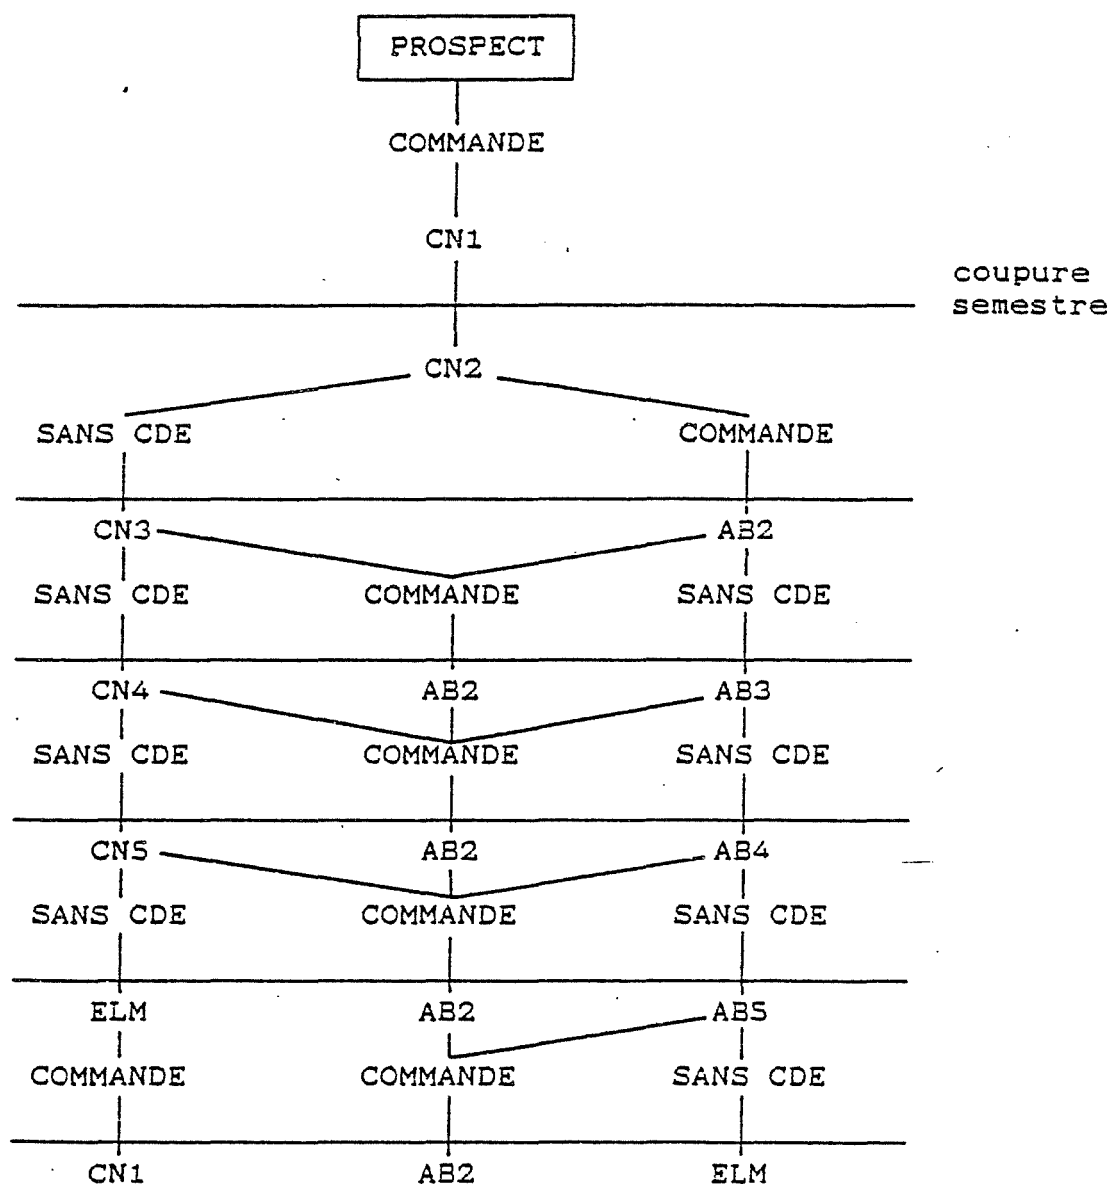 PROSPECT
COMMANDE
CN1
coupure
semestre
CN2
SANS CDE COMMANDE
CN3 AB2
SANS CDE COMMANDE SANS CDE
CN4 AB2 AB3
SANS CDE COMMANDE SANS CDE
CN5 AB2 AB4
SANS CDE COMMANDE SANS CDE
ELM AB2 AB5
COMMANDE COMMANDE SANS CDE
CN1 AB2 ELM